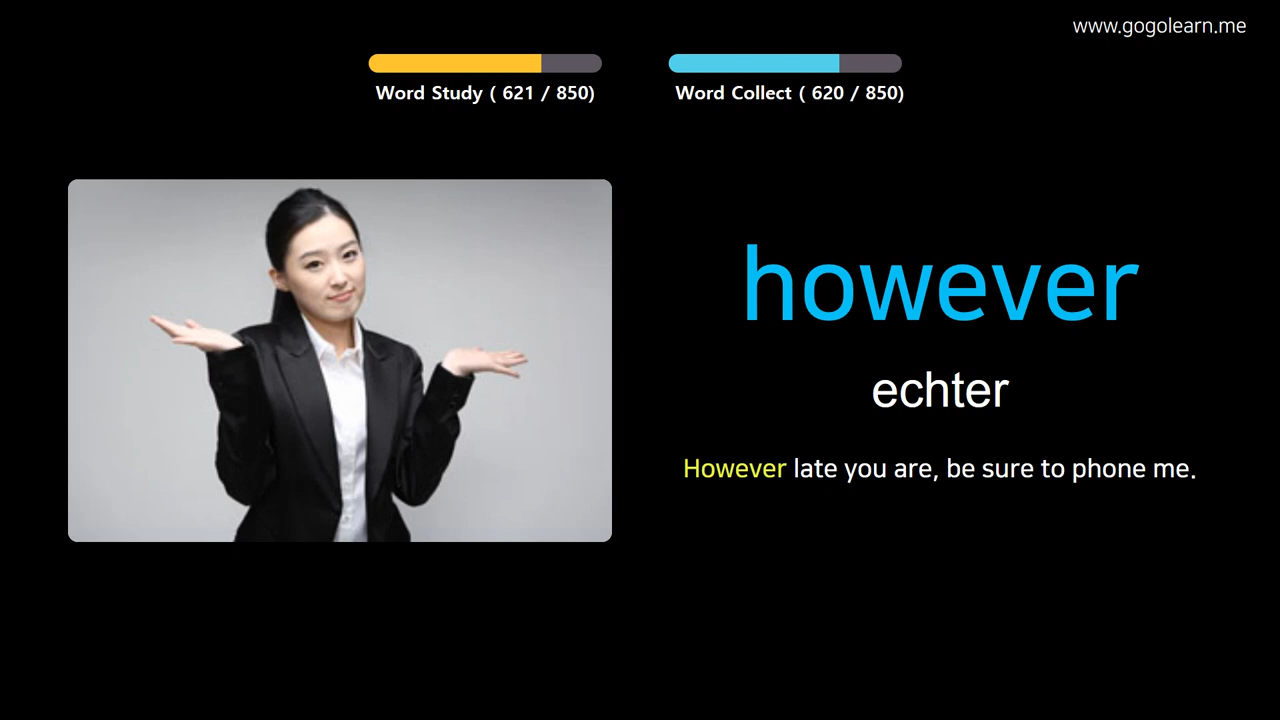 www.gogolearn.me
Word Study ( 621 / 850)
Word Collect ( 620 / 850)
however
echter
However late you are, be sure to phone me.